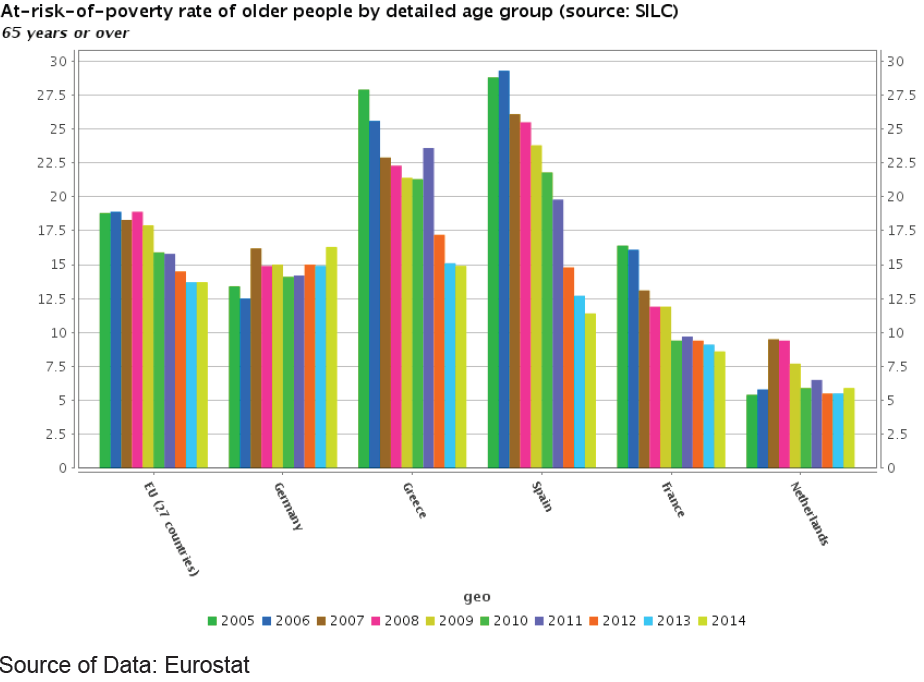 At-risk-of-poverty rate of older people by detailed age group (source: SILC)
65 years or over
30 30
27.5 27.5
25 25
22.5 22.5
20 20
17.5 17.5
15 15
12.5 12.5
10 10
7.5 7.5
5 5
2.5 2.5
0 0
EU (27 countries) Germany Greece Spain France Netherlands
geo
2005 2006 2007 2008 2009 2010 2011 2012 2013 2014
Source of Data: Eurostat